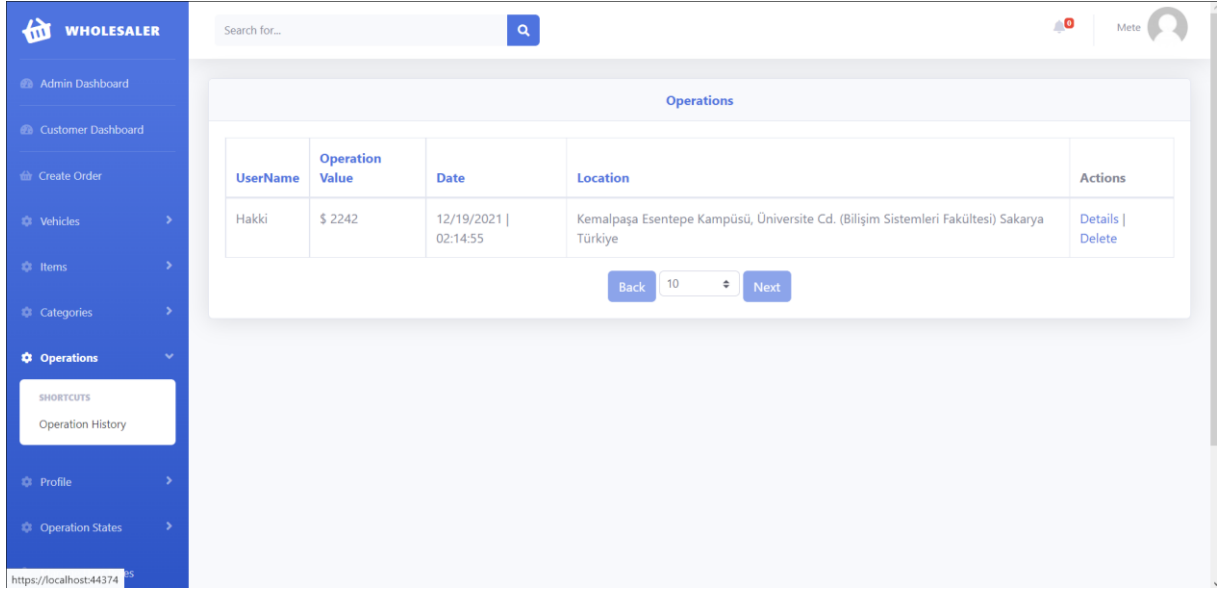 WHOLESALER
Search for...
0
Mete
Admin Dashboard
Customer Dashboard
Create Order
Vehicles
Items
Categories
Operations
SHORTCUTS
Operation History
Profile
Operation States
es
https://localhost:44374
Operations
UserName
Operation
Value
Date
Location
Actions
Hakki
$ 2242
12/19/2021 |
02:14:55
Kemalpaşa Esentepe Kampüsü, Üniversite Cd. (Bilişim Sistemleri Fakültesi) Sakarya
Türkiye
Details |
Delete
Back
10
Next